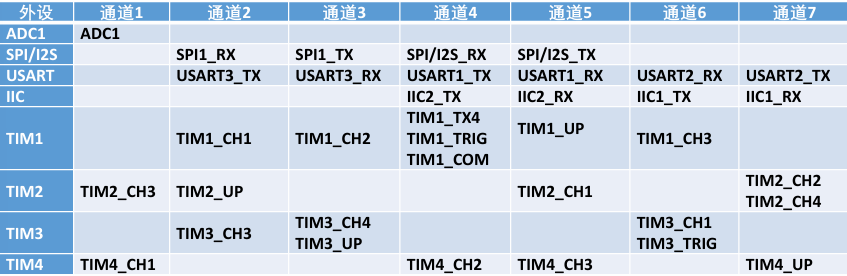 外设 通道1 通道2 通道3 通道4 通道5 通道6 通道7
ADC1 ADC1
SPI/I2S SPI1_RX SPI1_TX SPI/I2S_RX SPI/I2S_TX
USART USART3_TX USART3_RX USART1_TX USART1_RX USART2_RX USART2_TX
IIC IIC2_TX IIC2_RX IIC1_TX IIC1_RX
TIM1 TIM1_CH1 TIM1_CH2 TIM1_TX4 TIM1_UP TIM1_CH3
TIM1_TRIG
TIM1_COM
TIM2 TIM2_CH3 TIM2_UP TIM2_CH1 TIM2_CH2
TIM2_CH4
TIM3 TIM3_CH3 TIM3_CH4 TIM3_CH1
TIM3_UP TIM3_TRIG
TIM4 TIM4_CH1 TIM4_CH2 TIM4_CH3 TIM4_UP